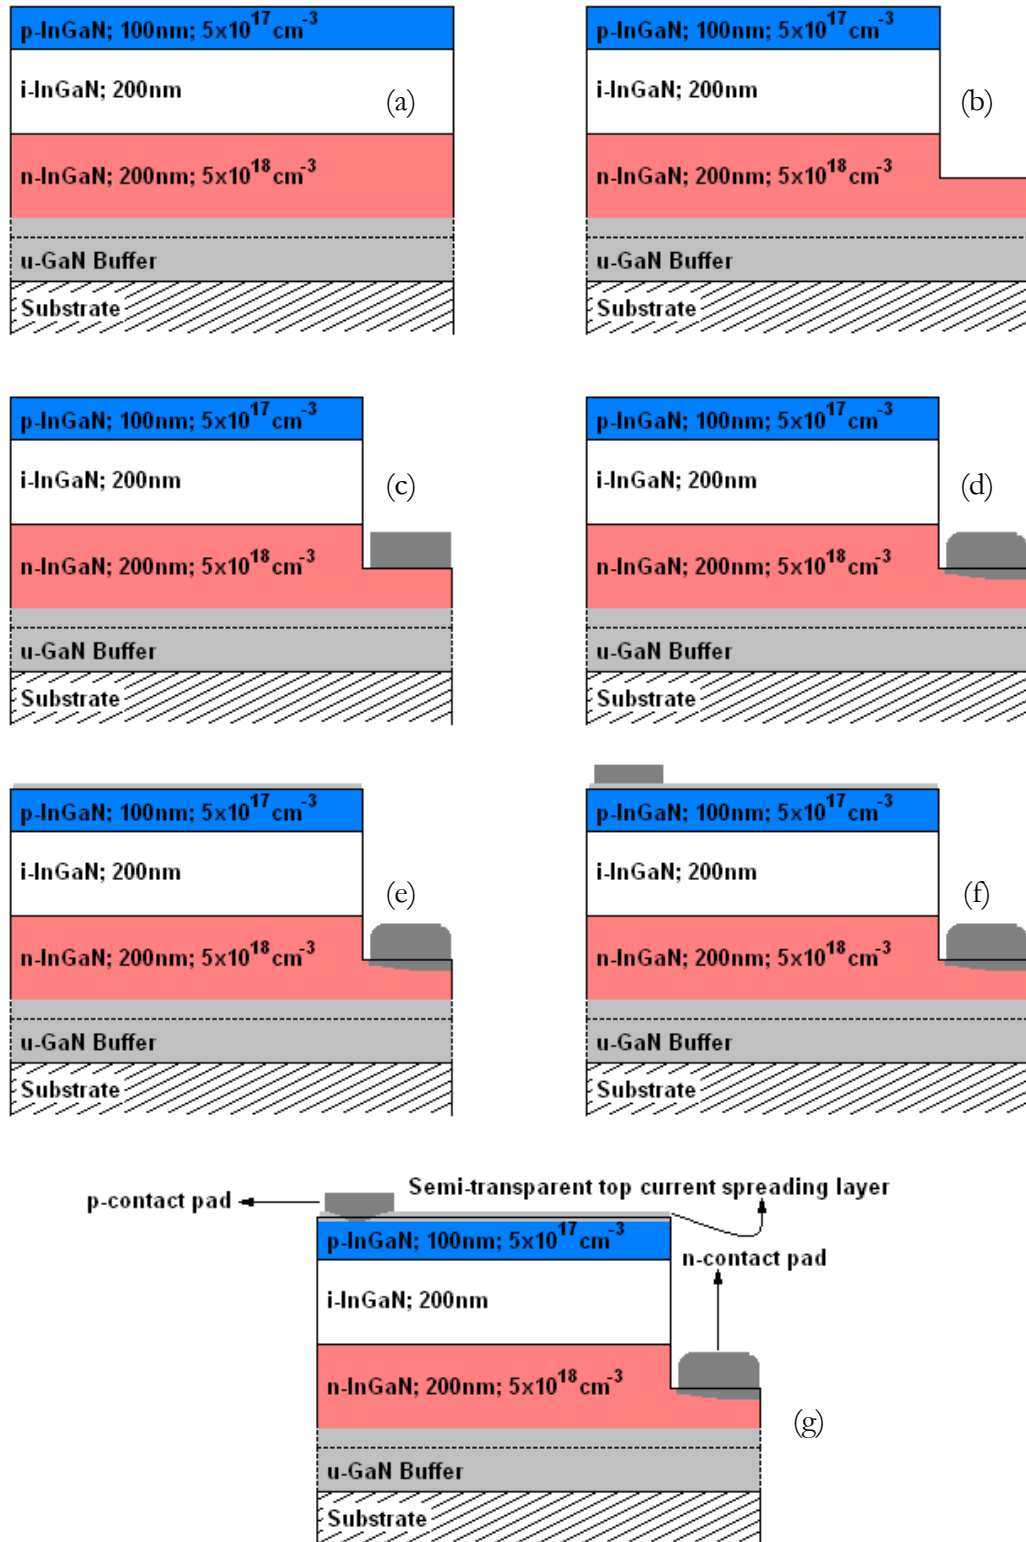 p-InGaN; 100nm; 5x10^17 cm^-3
i-InGaN; 200nm
(a)
n-InGaN; 200nm; 5x10^18 cm^-3
u-GaN Buffer
Substrate
p-InGaN; 100nm; 5x10^17 cm^-3
i-InGaN; 200nm
(b)
n-InGaN; 200nm; 5x10^18 cm^-3
u-GaN Buffer
Substrate
p-InGaN; 100nm; 5x10^17 cm^-3
i-InGaN; 200nm
(c)
n-InGaN; 200nm; 5x10^18 cm^-3
u-GaN Buffer
Substrate
p-InGaN; 100nm; 5x10^17 cm^-3
i-InGaN; 200nm
(d)
n-InGaN; 200nm; 5x10^18 cm^-3
u-GaN Buffer
Substrate
p-InGaN; 100nm; 5x10^17 cm^-3
i-InGaN; 200nm
(e)
n-InGaN; 200nm; 5x10^18 cm^-3
u-GaN Buffer
Substrate
p-InGaN; 100nm; 5x10^17 cm^-3
i-InGaN; 200nm
(f)
n-InGaN; 200nm; 5x10^18 cm^-3
u-GaN Buffer
Substrate
p-contact pad
Semi-transparent top current spreading layer
p-InGaN; 100nm; 5x10^17 cm^-3
n-contact pad
i-InGaN; 200nm
n-InGaN; 200nm; 5x10^18 cm^-3
(g)
u-GaN Buffer
Substrate